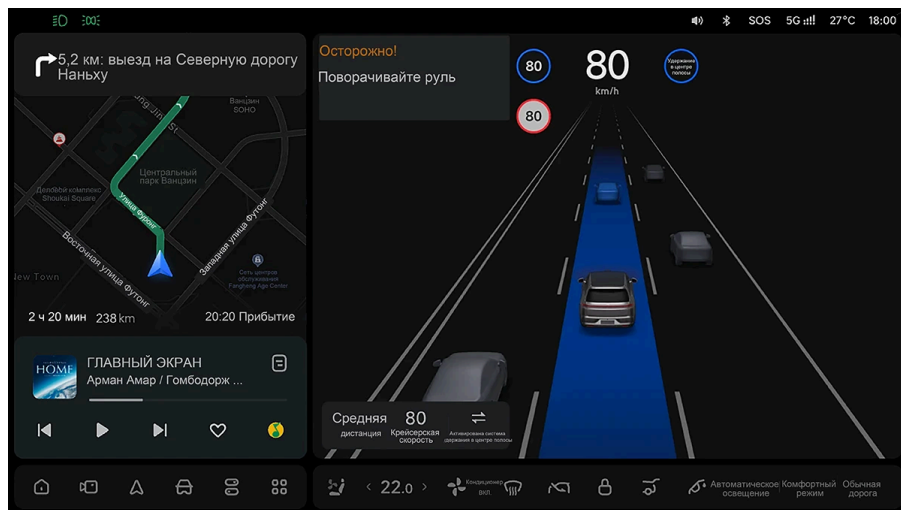 SOS
5G
27°C
18:00
5,2 км: выезд на Северную дорогу
Наньху
Ванцзин
SOHO
Центральный
парк Ванцзин
Деловой комплекс
Shoukai Square
Улица Фуронг
Восточная улица Футонг
Западная улица Футонг
New Town
Сеть центров
обслуживания
Fangheng Ago Center
2 ч 20 мин
238 km
20:20 Прибытие
HOME
ГЛАВНЫЙ ЭКРАН
Арман Амар / Гомбодорж ...
Осторожно!
Поворачивайте руль
80
80
80
km/h
Удержание
в центре
полосы
Средняя
дистанция
80
Крейсерская
скорость
Активирована система
удержания в центре полосы
22.0
Кондиционер
ВКЛ.
Автоматическое
освещение
Комфортный
режим
Обычная
дорога